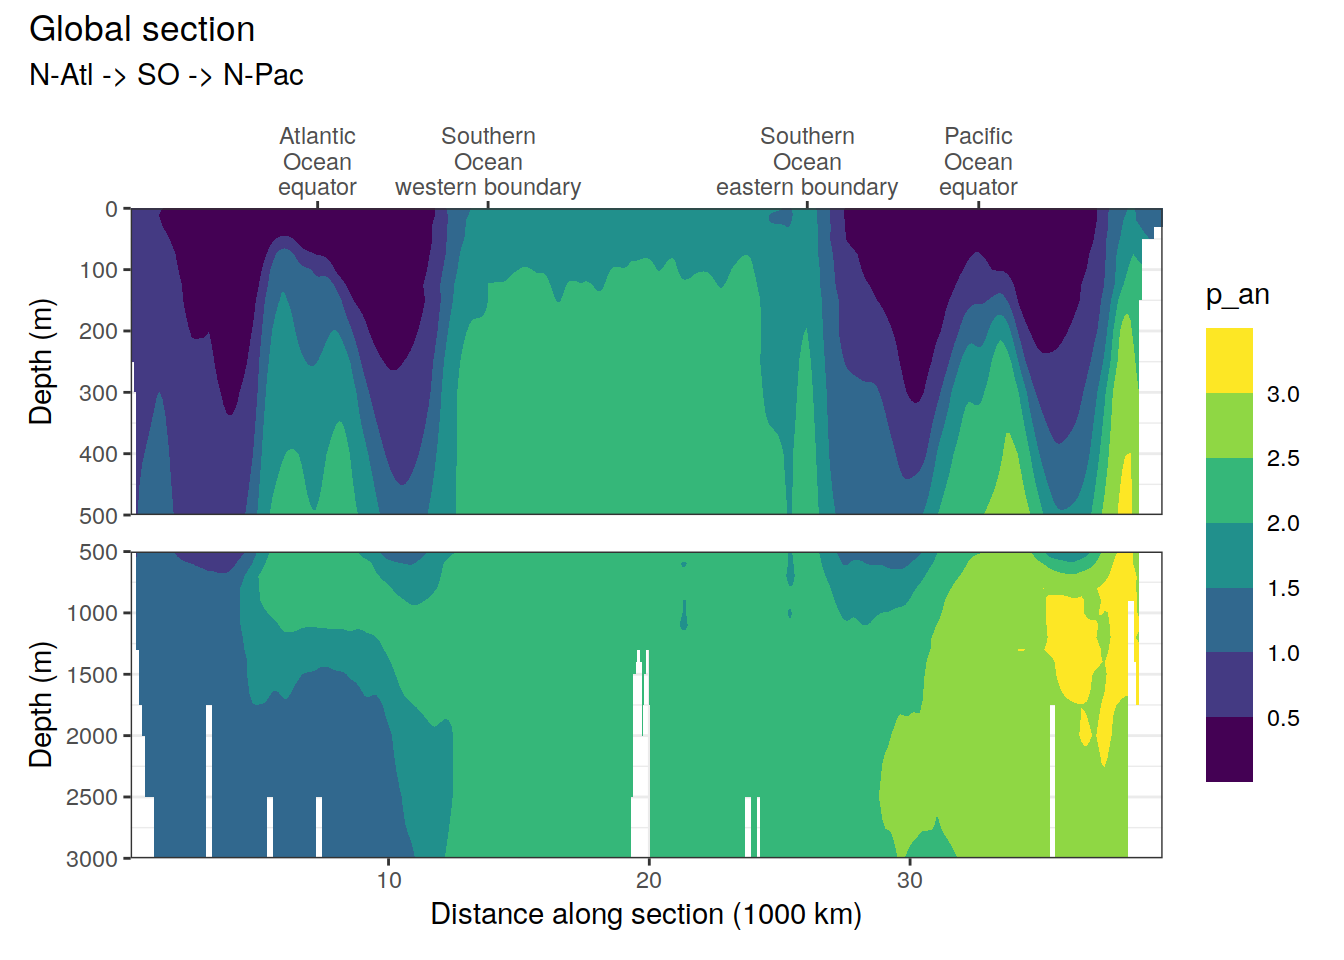 Global section
N-Atl -> SO -> N-Pac
Atlantic
Ocean
equator
Southern
Ocean
western boundary
Southern
Ocean
eastern boundary
Pacific
Ocean
equator
0
100
200
300
400
500
Depth (m)
500
1000
1500
2000
2500
3000
Depth (m)
10
20
30
Distance along section (1000 km)
p_an
3.0
2.5
2.0
1.5
1.0
0.5